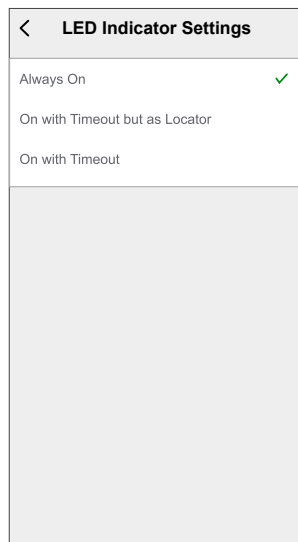 LED Indicator Settings
Always On
On with Timeout but as Locator
On with Timeout